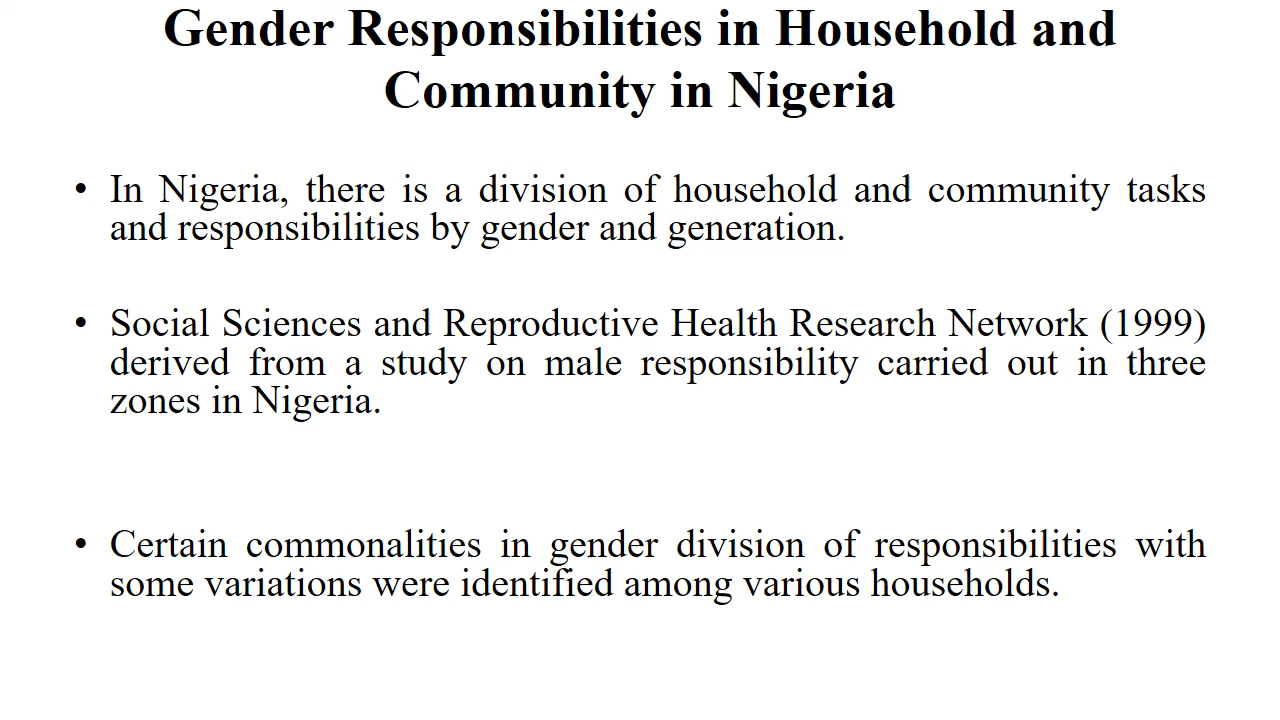 Gender Responsibilities in Household and
Community in Nigeria
• In Nigeria, there is a division of household and community tasks
and responsibilities by gender and generation.
• Social Sciences and Reproductive Health Research Network (1999)
derived from a study on male responsibility carried out in three
zones in Nigeria.
• Certain commonalities in gender division of responsibilities with
some variations were identified among various households.